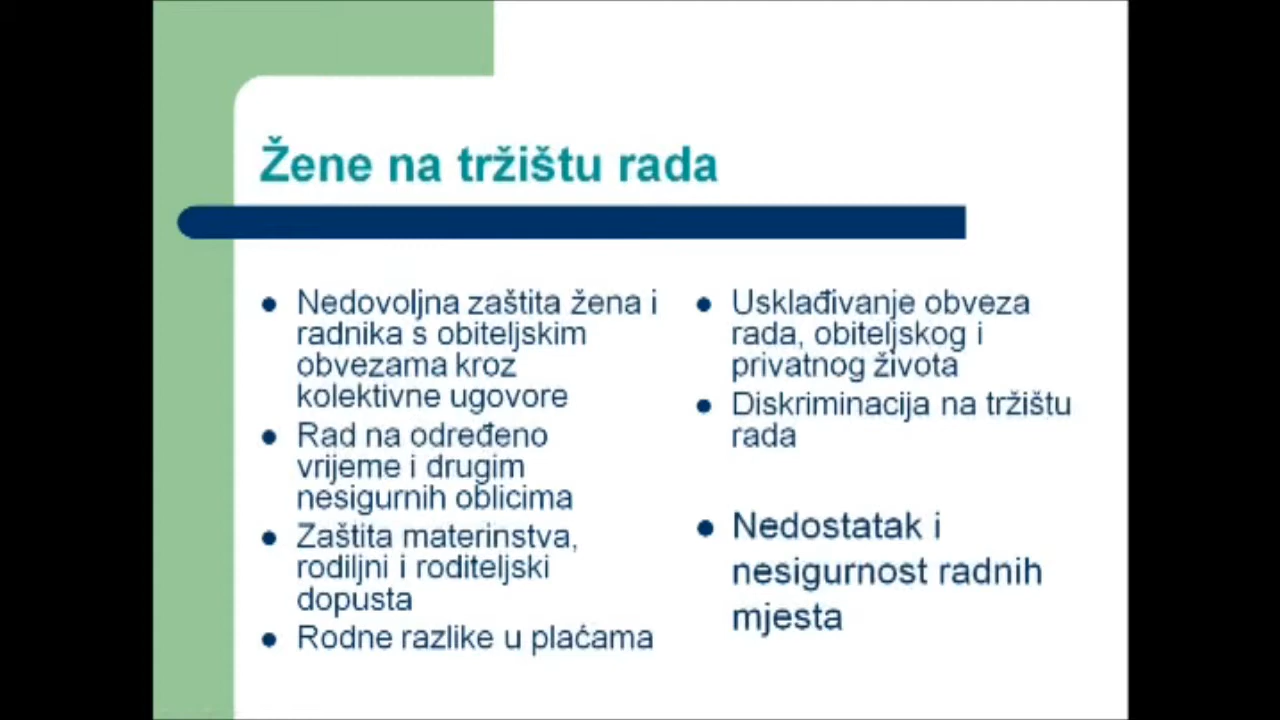 Žene na tržištu rada
Nedovoljna zaštita žena i
radnika s obiteljskim
obvezama kroz
kolektivne ugovore
Rad na određeno
vrijeme i drugim
nesigurnih oblicima
Zaštita materinstva,
rodiljni i roditeljski
dopusta
Rodne razlike u plaćama
Usklađivanje obveza
rada, obiteljskog i
privatnog života
Diskriminacija na tržištu
rada
Nedostatak i
nesigurnost radnih
mjesta